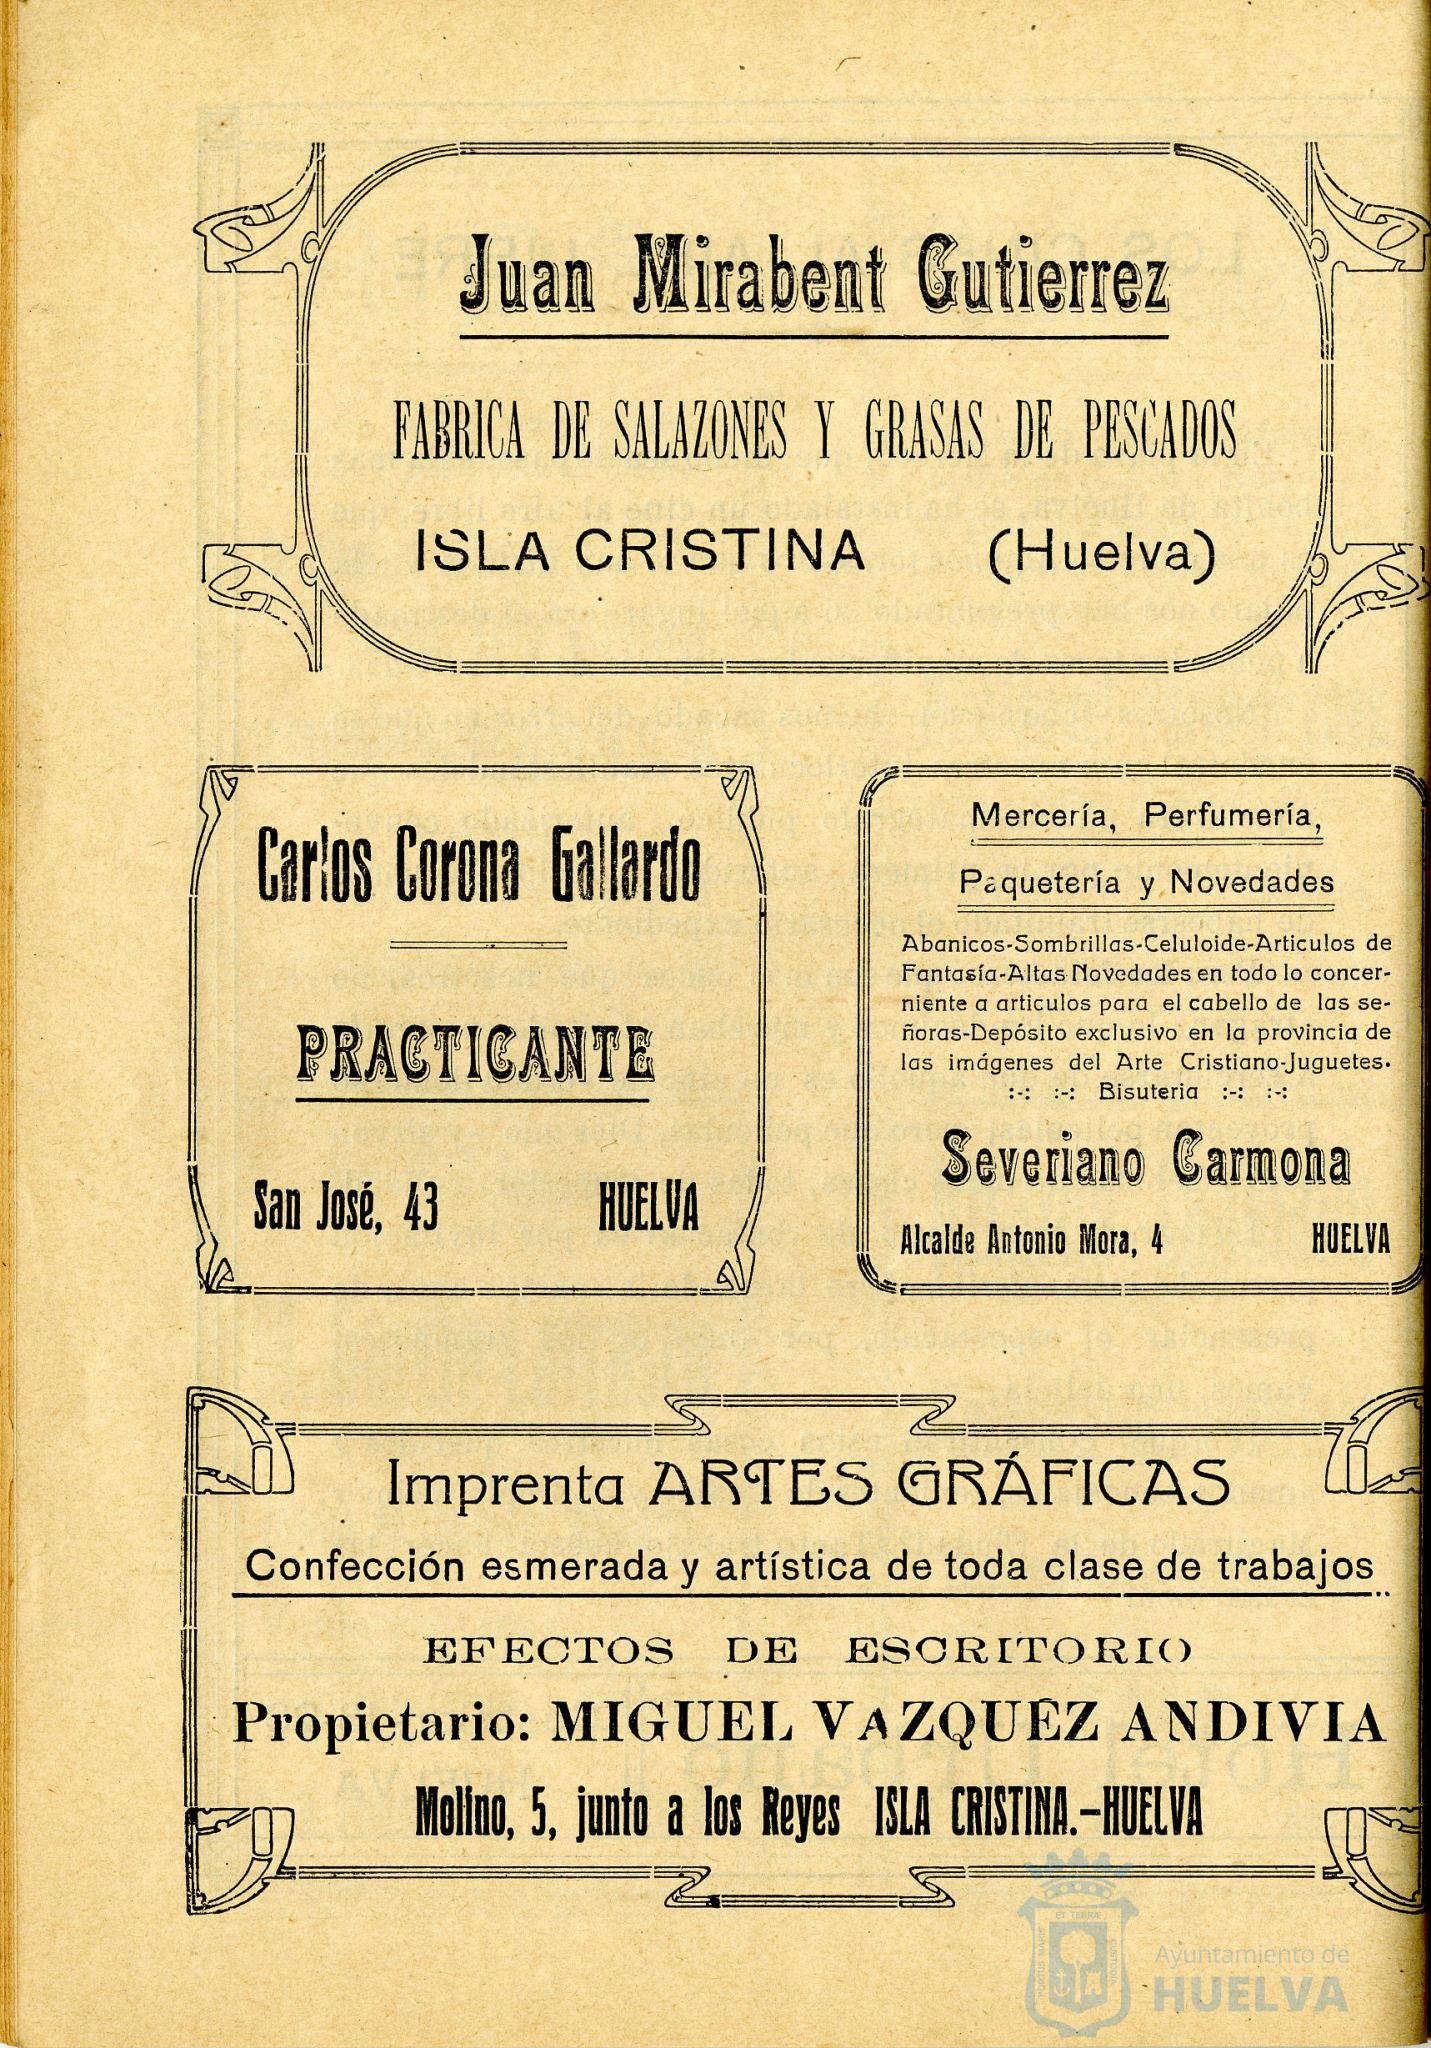 Juan Mirabent Gutierrez
FABRICA DE SALAZONES Y GRASAS DE PESCADOS
ISLA CRISTINA (Huelva)
Carlos Corona Gallardo
PRACTICANTE
San José, 43 HUELVA
Mercería, Perfumería,
Paquetería y Novedades
Abanicos-Sombrillas-Celuloide-Articulos de
Fantasía-Altas Novedades en todo lo concer-
niente a articulos para el cabello de las se-
ñoras-Depósito exclusivo en la provincia de
las imágenes del Arte Cristiano-Juguetes.
:-: :-: Bisuteria :-: :-:
Severiano Carmona
Alcalde Antonio Mora, 4 HUELVA
Imprenta ARTES GRÁFICAS
Confección esmerada y artística de toda clase de trabajos
EFECTOS DE ESCRITORIO
Propietario: MIGUEL VAZQUEZ ANDIVIA
Molino, 5, junto a los Reyes ISLA CRISTINA.-HUELVA
Ayuntamiento de
HUELVA